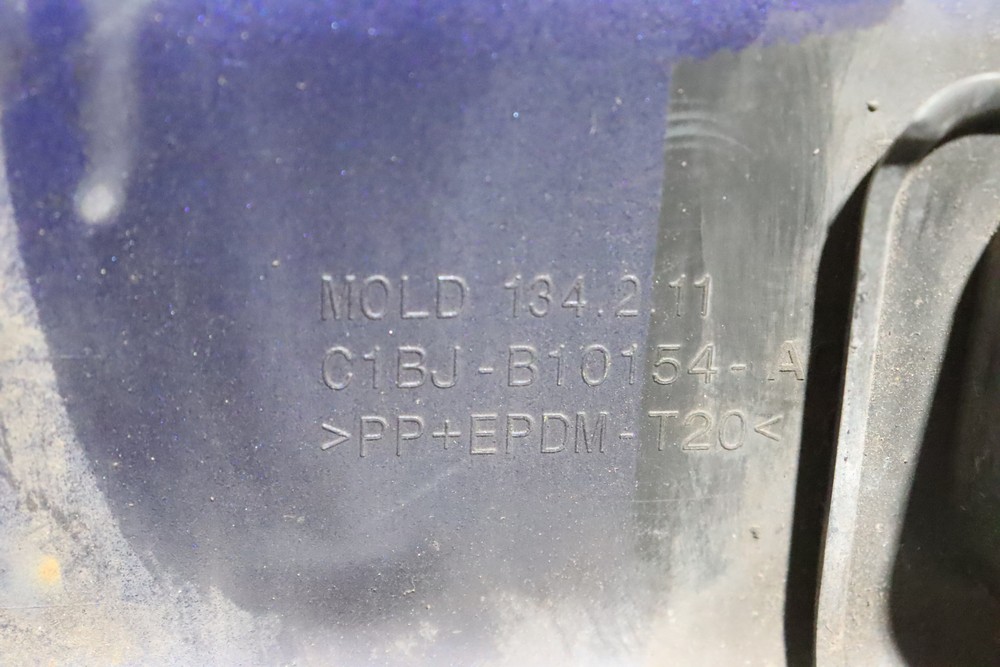 MOLD 134.2.11
C1BJ-B10154-A
>PP+EPDM-T20<